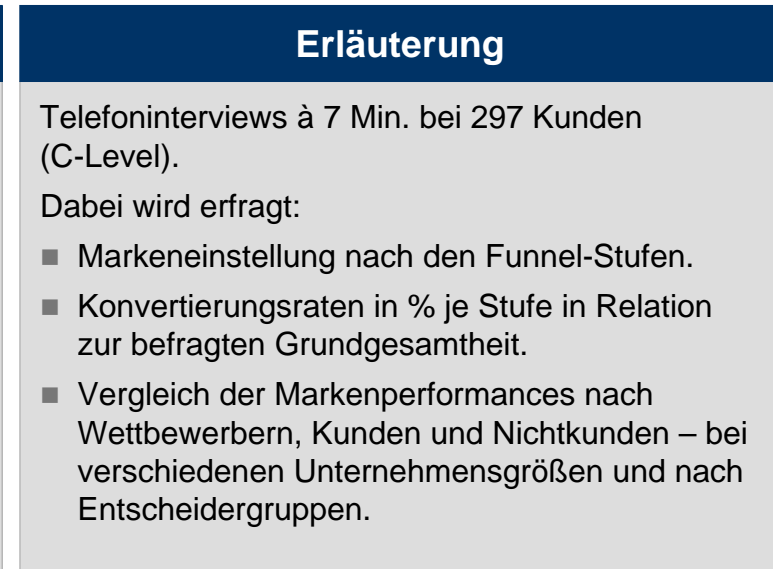 Erläuterung
Telefoninterviews à 7 Min. bei 297 Kunden
(C-Level).
Dabei wird erfragt:
■ Markeneinstellung nach den Funnel-Stufen.
■ Konvertierungsraten in % je Stufe in Relation
zur befragten Grundgesamtheit.
■ Vergleich der Markenperformances nach
Wettbewerbern, Kunden und Nichtkunden – bei
verschiedenen Unternehmensgrößen und nach
Entscheidergruppen.